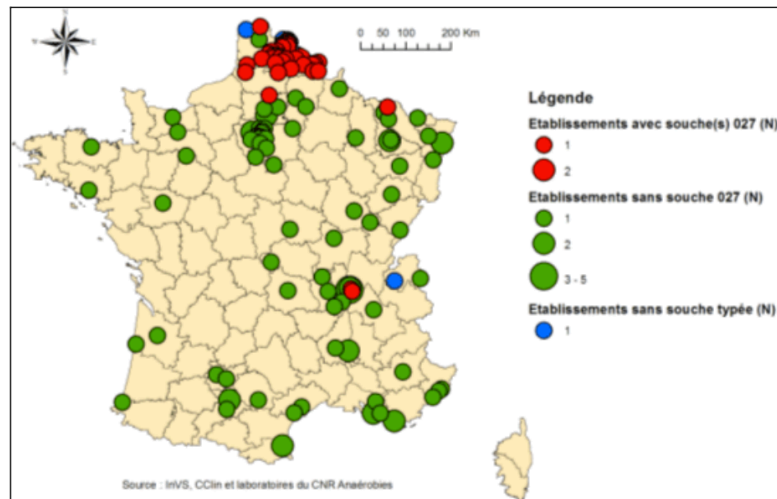 0 50 100 200 Km
Légende
Etablissements avec souche(s) 027 (N)
1
2
Etablissements sans souche 027 (N)
1
2
3 - 5
Etablissements sans souche typée (N)
1
Source : InVS, CClin et laboratoires du CNR Anaérobies